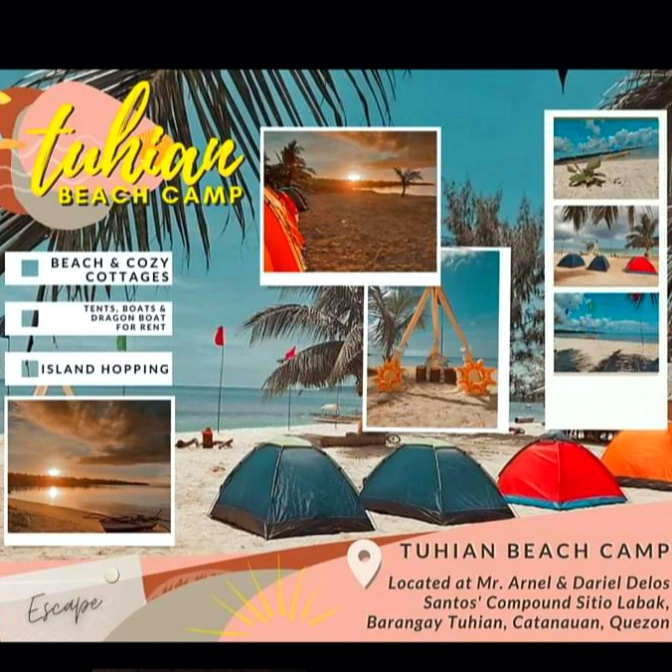 tuhian
BEACH CAMP
BEACH & COZY
COTTAGES
TENTS, BOATS &
DRAGON BOAT
FOR RENT
ISLAND HOPPING
Escape
TUHIAN BEACH CAMP
Located at Mr. Arnel & Dariel Delos
Santos' Compound Sitio Labak,
Barangay Tuhian, Catanauan, Quezon